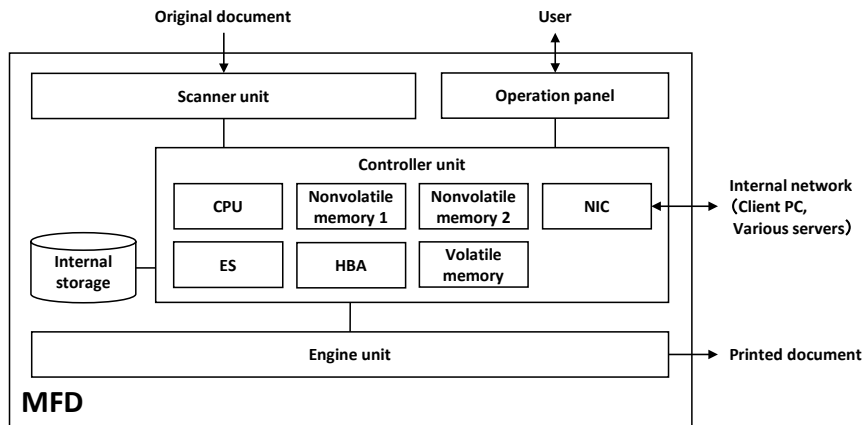 Original document
User
Scanner unit
Operation panel
Controller unit
CPU
Nonvolatile
memory 1
Nonvolatile
memory 2
NIC
Internal network
（Client PC,
Various servers）
Internal
storage
ES
HBA
Volatile
memory
Engine unit
Printed document
MFD